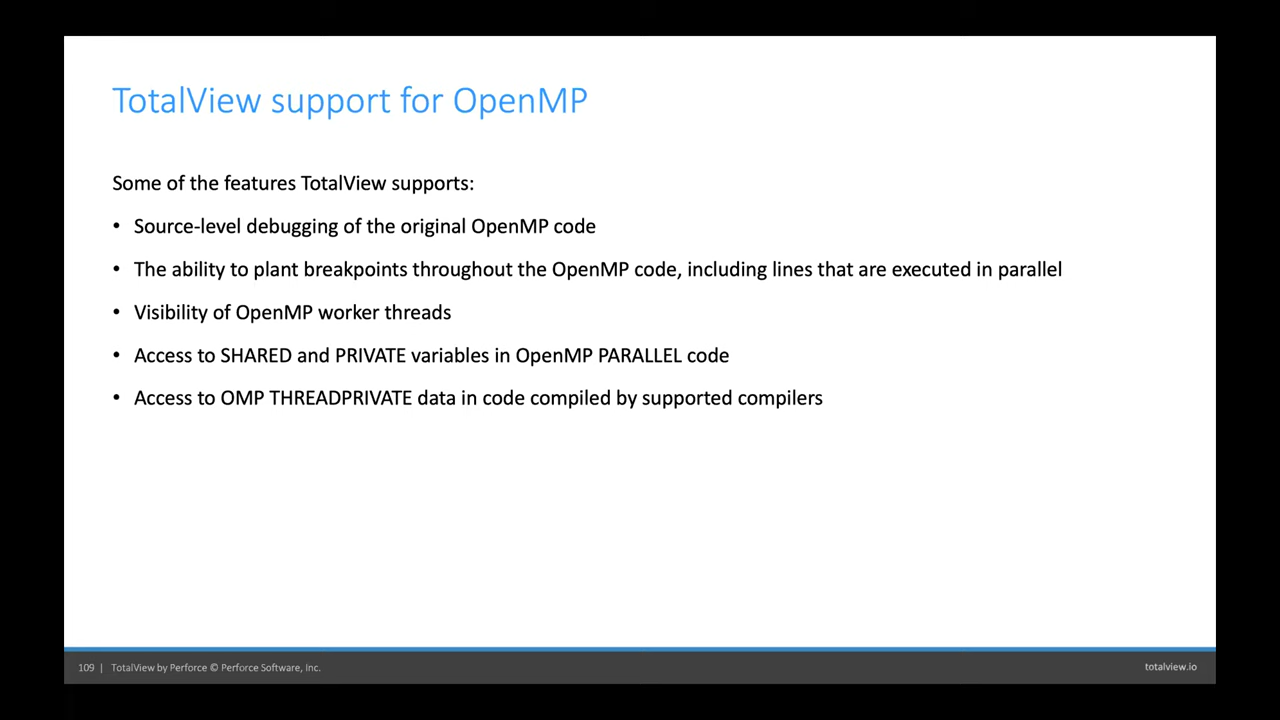 TotalView support for OpenMP
Some of the features TotalView supports:
• Source-level debugging of the original OpenMP code
• The ability to plant breakpoints throughout the OpenMP code, including lines that are executed in parallel
• Visibility of OpenMP worker threads
• Access to SHARED and PRIVATE variables in OpenMP PARALLEL code
• Access to OMP THREADPRIVATE data in code compiled by supported compilers
109 | TotalView by Perforce © Perforce Software, Inc.
totalview.io